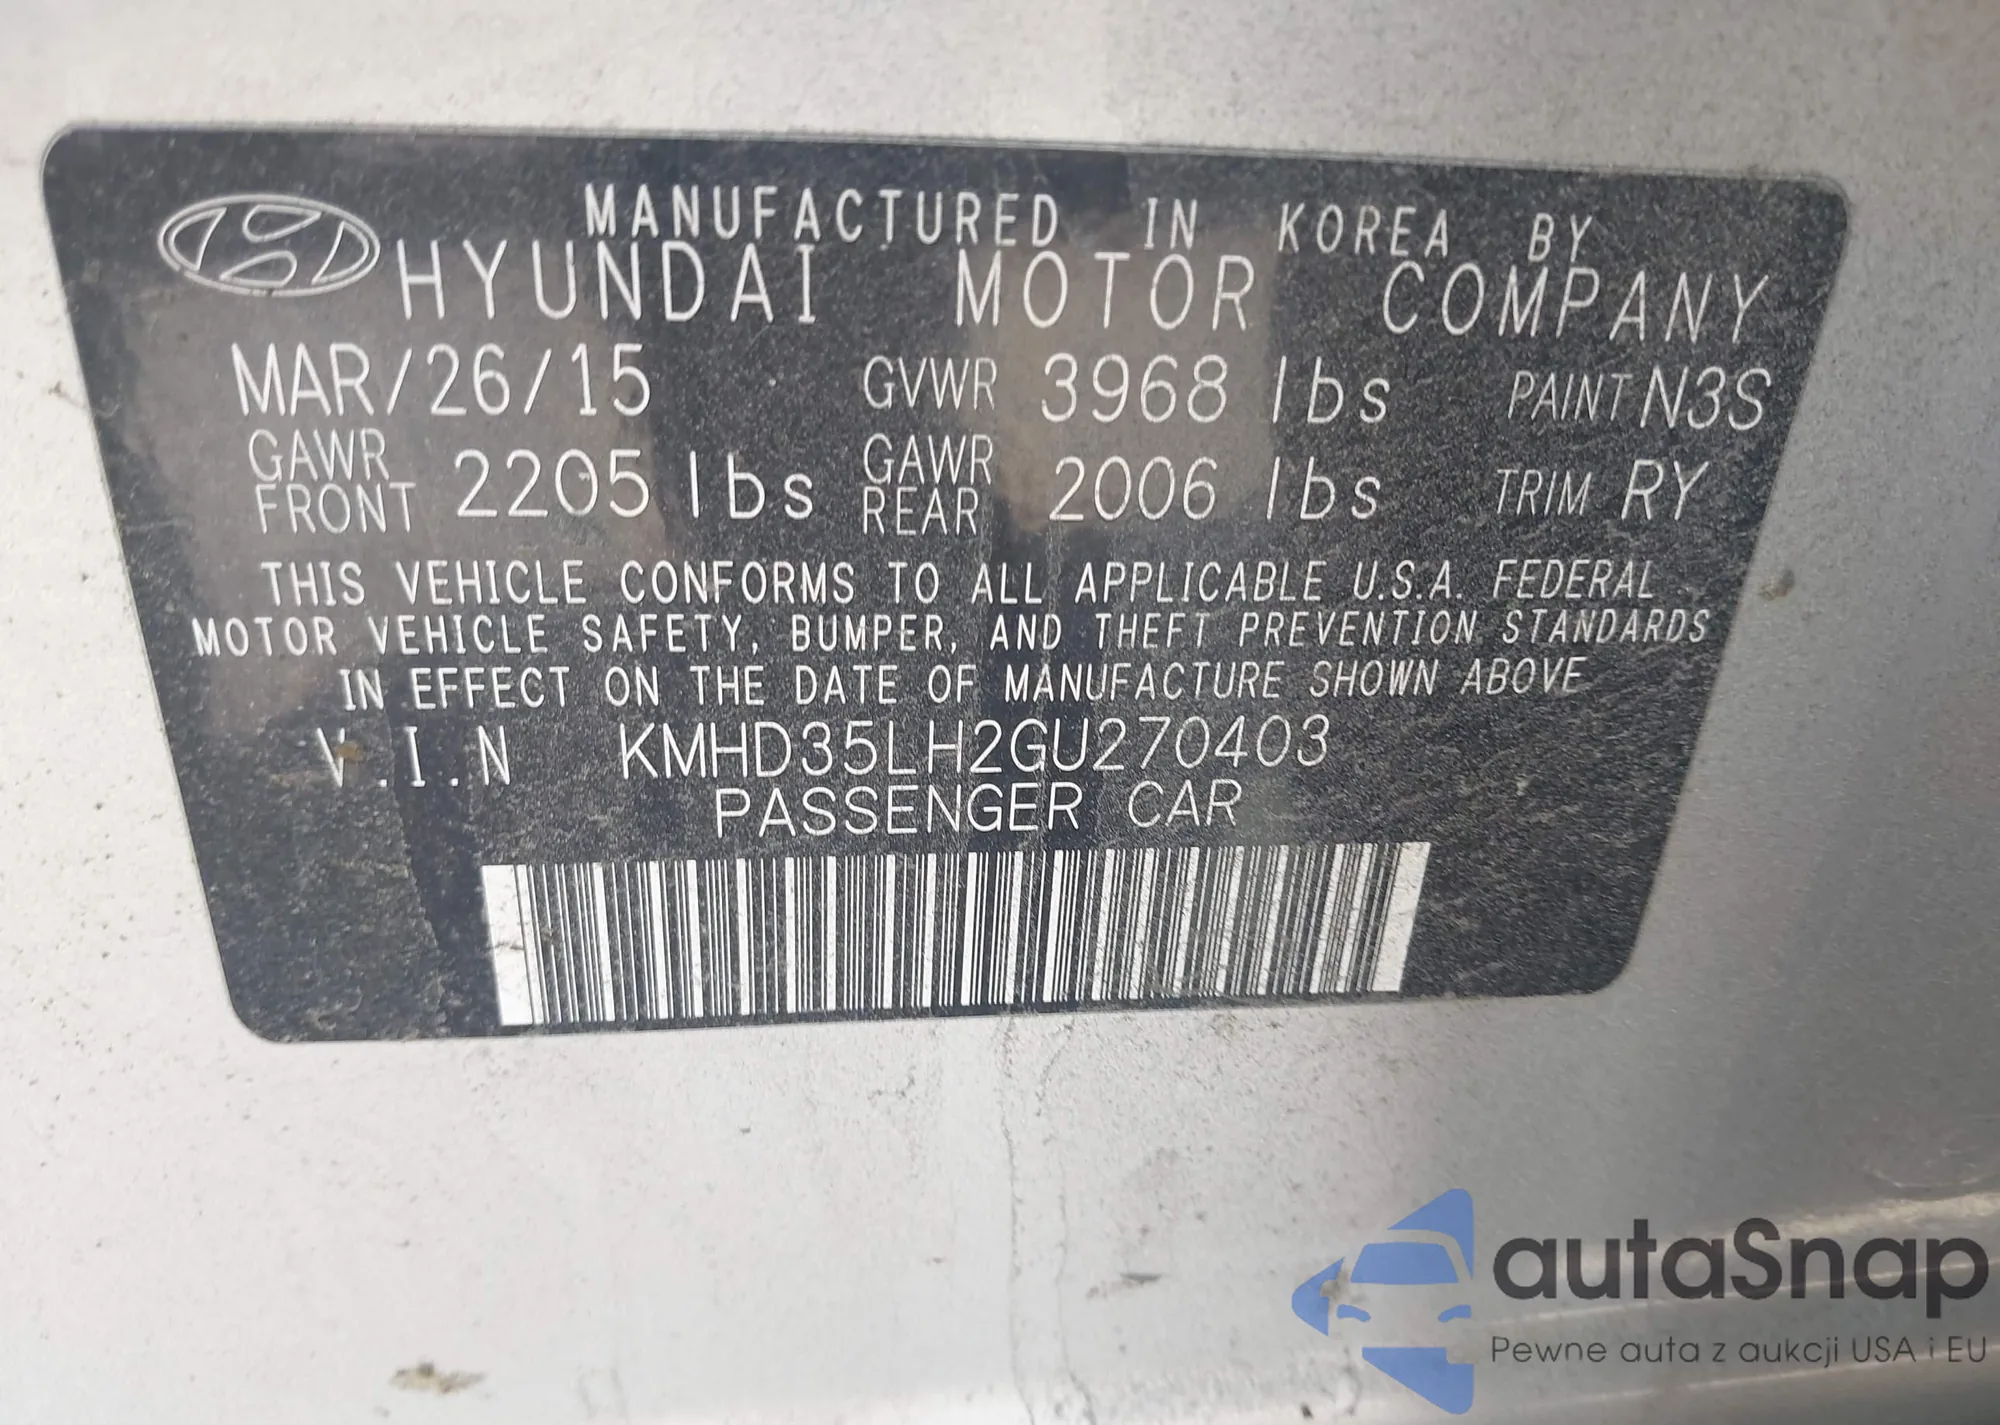 MANUFACTURED IN KOREA BY
HYUNDAI MOTOR COMPANY
MAR/26/15 GVWR 3968 lbs PAINT N3S
GAWR FRONT 2205 lbs GAWR REAR 2006 lbs TRIM RY
THIS VEHICLE CONFORMS TO ALL APPLICABLE U.S.A. FEDERAL
MOTOR VEHICLE SAFETY, BUMPER, AND THEFT PREVENTION STANDARDS
IN EFFECT ON THE DATE OF MANUFACTURE SHOWN ABOVE
V.I.N KMHD35LH2GU270403
PASSENGER CAR
autaSnap
Pewne auta z aukcji USA i EU